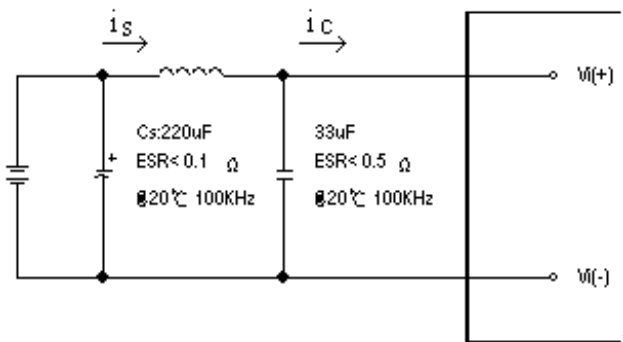 is
ic
Vi(+)
Cs:220uF
ESR<0.1 Ω
@20℃ 100KHz
33uF
ESR<0.5 Ω
@20℃ 100KHz
+
Vi(-)